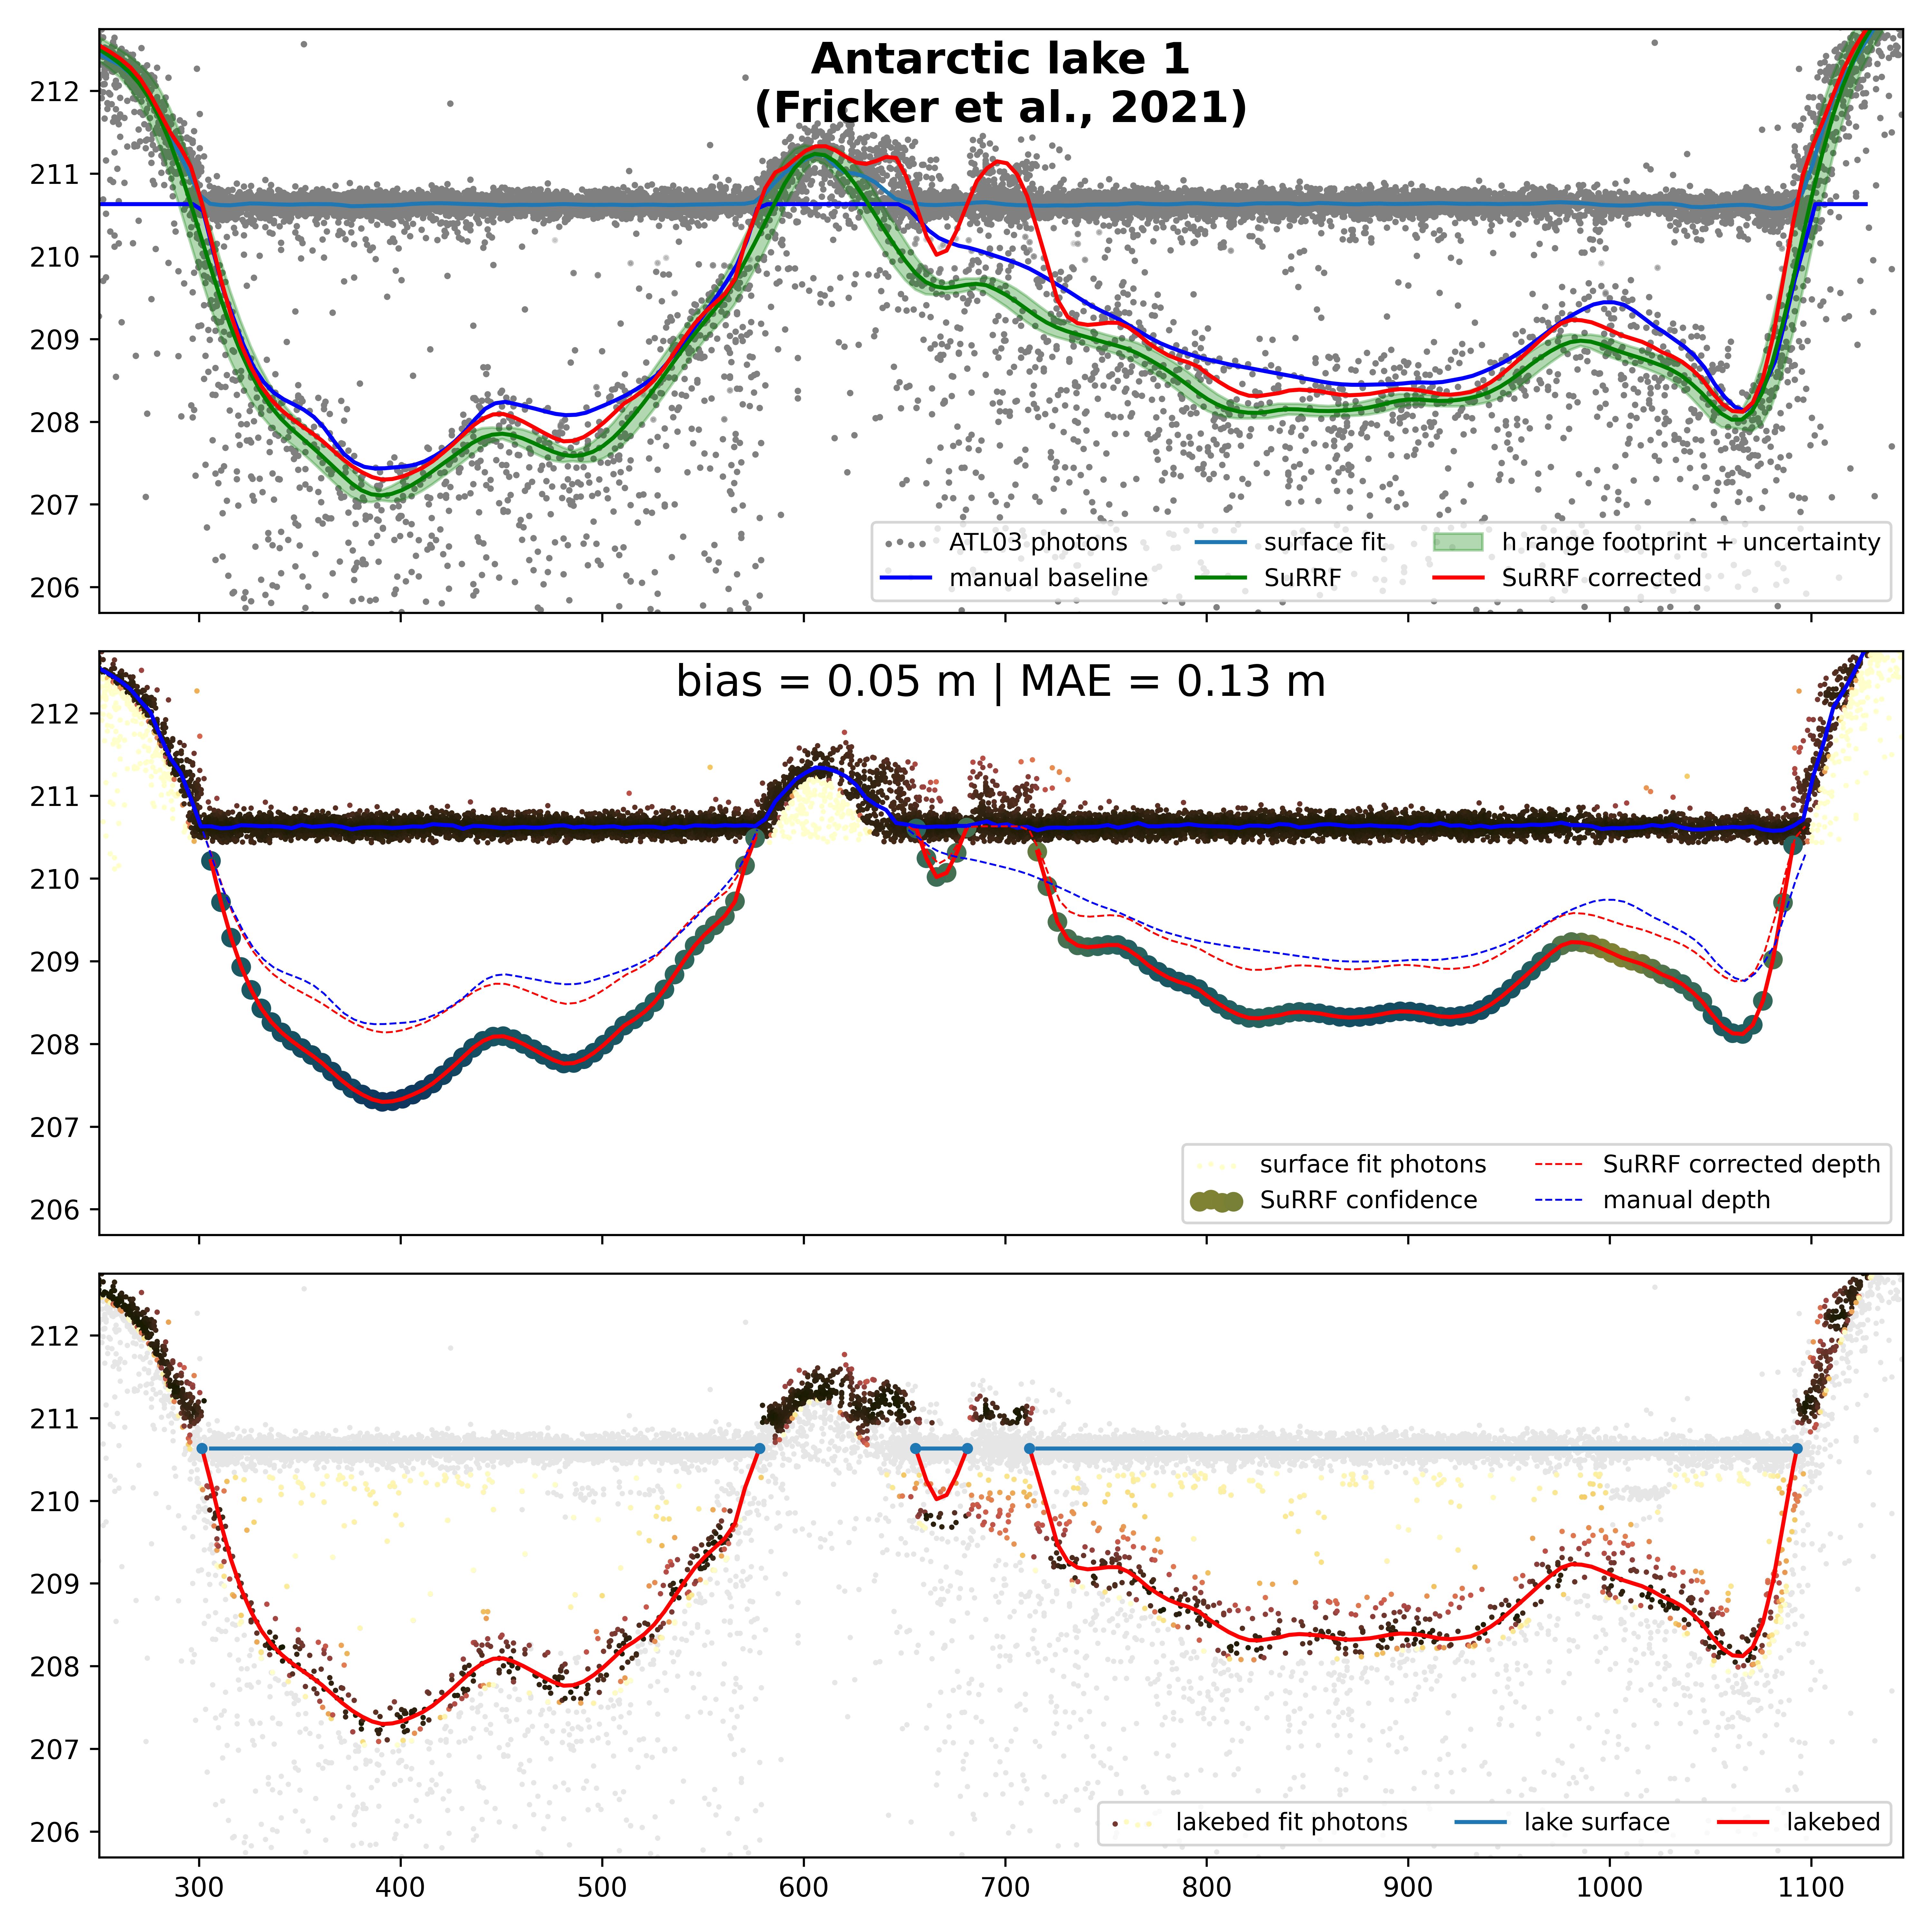 Antarctic lake 1
(Fricker et al., 2021)
212
211
210
209
208
207
206
ATL03 photons
surface fit
h range footprint + uncertainty
manual baseline
SuRRF
SuRRF corrected
bias = 0.05 m | MAE = 0.13 m
212
211
210
209
208
207
206
surface fit photons
SuRRF corrected depth
SuRRF confidence
manual depth
212
211
210
209
208
207
206
lakebed fit photons
lake surface
lakebed
300
400
500
600
700
800
900
1000
1100